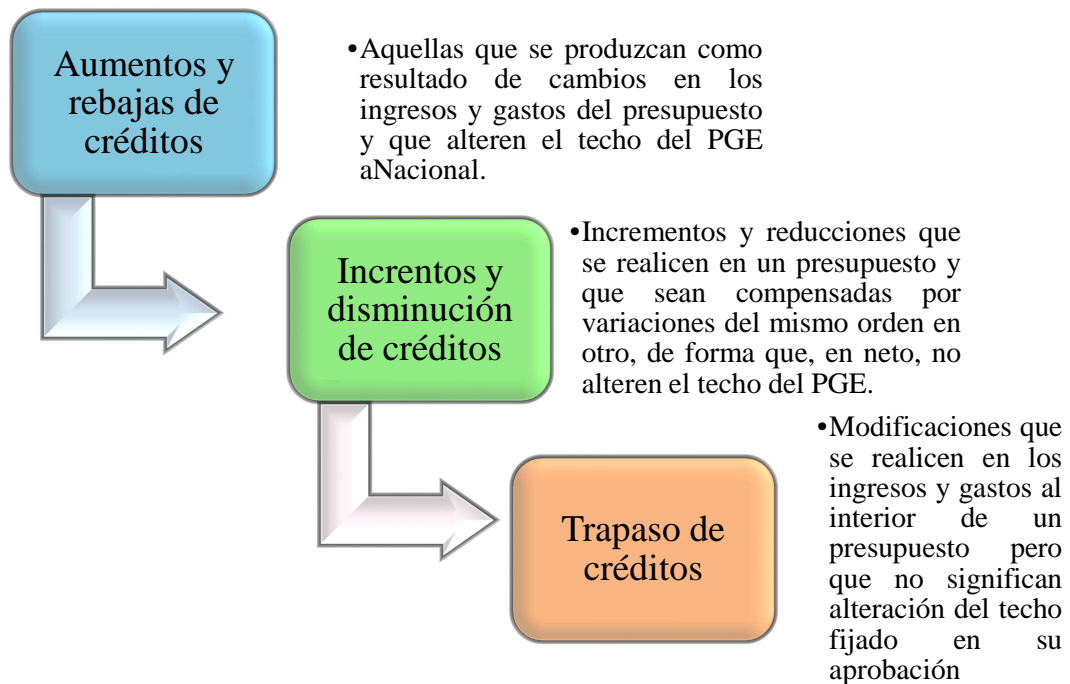 Aumentos y
rebajas de
créditos
•Aquellas que se produzcan como
resultado de cambios en los
ingresos y gastos del presupuesto
y que alteren el techo del PGE
aNacional.
Increntos y
disminución
de créditos
•Incrementos y reducciones que
se realicen en un presupuesto y
que sean compensadas por
variaciones del mismo orden en
otro, de forma que, en neto, no
alteren el techo del PGE.
Trapaso de
créditos
•Modificaciones que
se realicen en los
ingresos y gastos al
interior de un
presupuesto pero
que no significan
alteración del techo
fijado en su
aprobación